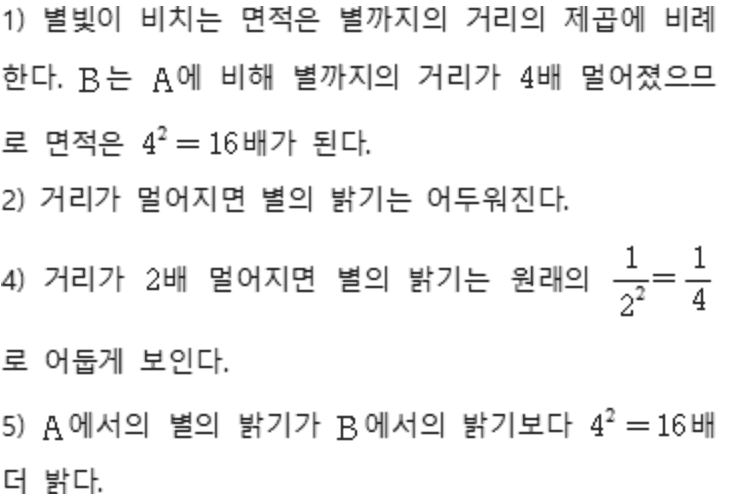 1) 별빛이 비치는 면적은 별까지의 거리의 제곱에 비례
한다. B는 A에 비해 별까지의 거리가 4배 멀어졌으므
로 면적은 4² = 16배가 된다.
2) 거리가 멀어지면 별의 밝기는 어두워진다.
4) 거리가 2배 멀어지면 별의 밝기는 원래의 1/2² = 1/4
로 어둡게 보인다.
5) A에서의 별의 밝기가 B에서의 밝기보다 4² = 16배
더 밝다.